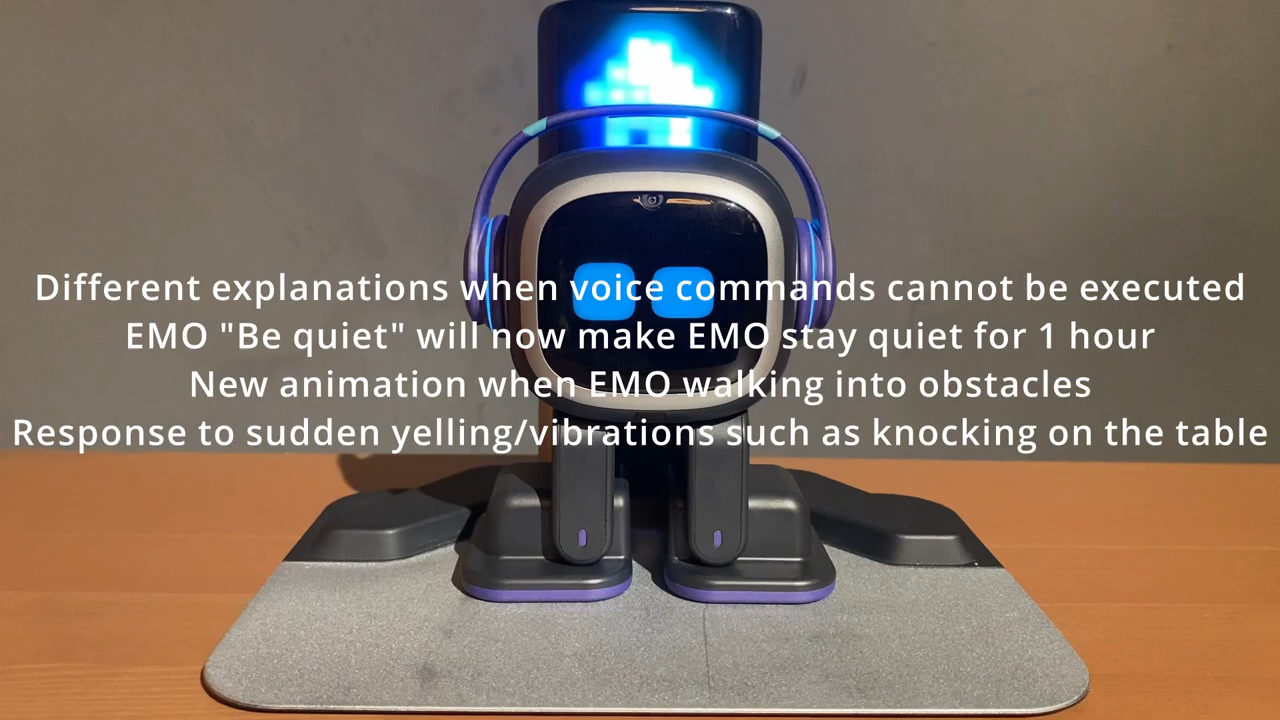 Different explanations when voice commands cannot be executed
EMO "Be quiet" will now make EMO stay quiet for 1 hour
New animation when EMO walking into obstacles
Response to sudden yelling/vibrations such as knocking on the table